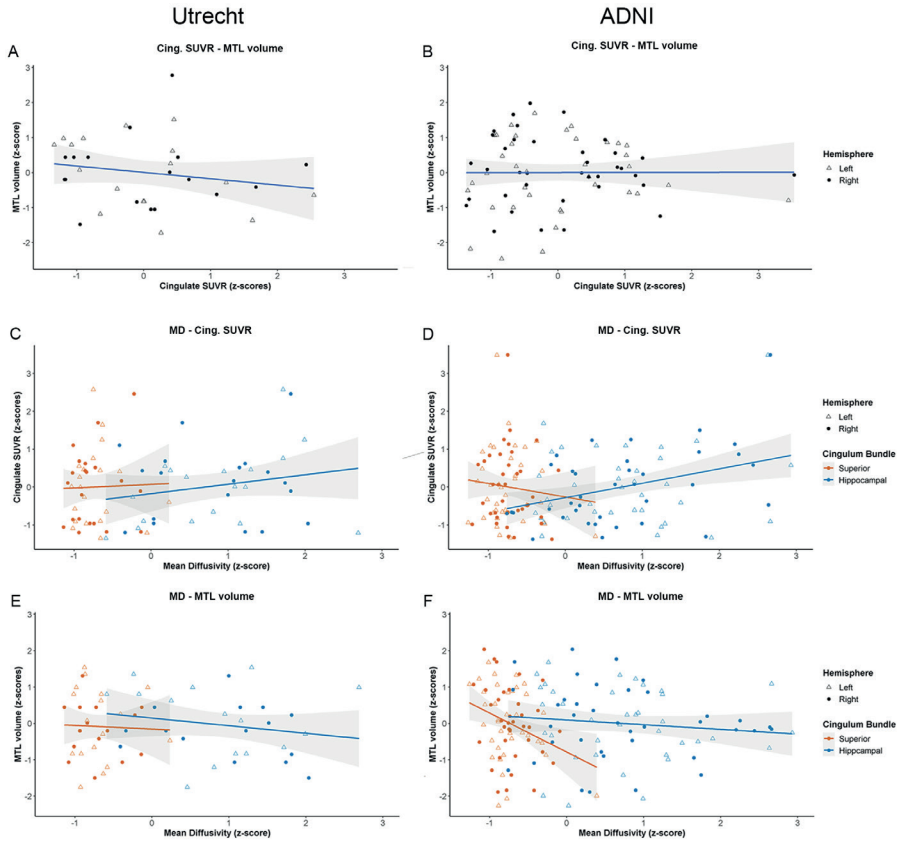 Utrecht
ADNI
A
Cing. SUVR - MTL volume
3
2
1
0
-1
-2
MTL volume (z-scores)
-1
0
1
2
3
Cingulate SUVR (z-scores)
B
Cing. SUVR - MTL volume
3
2
1
0
-1
-2
MTL volume (z-scores)
-1
0
1
2
3
Cingulate SUVR (z-scores)
Hemisphere
Left
Right
C
MD - Cing. SUVR
3
2
1
0
-1
Cingulate SUVR (z-scores)
-1
0
1
2
3
Mean Diffusivity (z-score)
D
MD - Cing. SUVR
3
2
1
0
-1
Cingulate SUVR (z-scores)
-1
0
1
2
3
Mean Diffusivity (z-score)
Hemisphere
Left
Right
Cingulum Bundle
Superior
Hippocampal
E
MD - MTL volume
3
2
1
0
-1
-2
MTL volume (z-scores)
-1
0
1
2
3
Mean Diffusivity (z-score)
F
MD - MTL volume
3
2
1
0
-1
-2
MTL volume (z-scores)
-1
0
1
2
3
Mean Diffusivity (z-score)
Hemisphere
Left
Right
Cingulum Bundle
Superior
Hippcampal